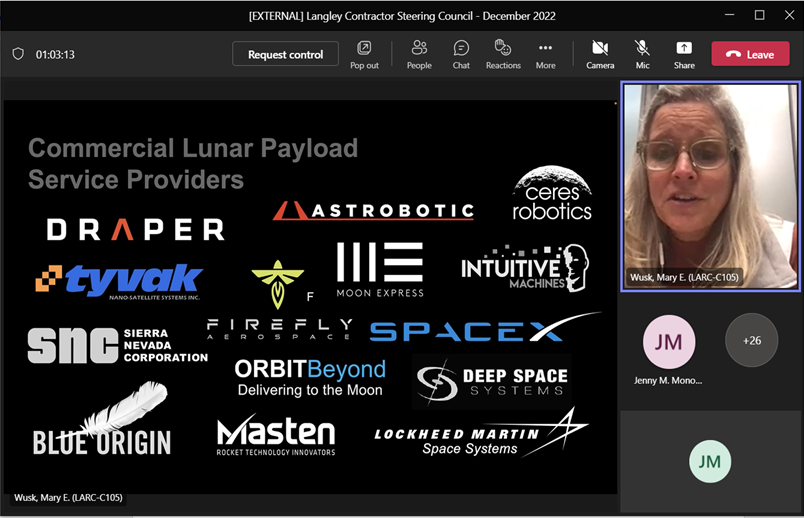 [EXTERNAL] Langley Contractor Steering Council - December 2022
01:03:13
Request control
Pop out
People
Chat
Reactions
More
Camera
Mic
Share
Leave
Commercial Lunar Payload
Service Providers
DRAPER
ASTROBOTIC
ceres
robotics
tyvak
NANO-SATELLITE SYSTEMS INC.
F
MOON EXPRESS
INTUITIVE
MACHINES
snc
SIERRA
NEVADA
CORPORATION
FIREFLY
AEROSPACE
SPACEX
ORBITBeyond
Delivering to the Moon
DEEP SPACE
SYSTEMS
BLUE ORIGIN
Masten
ROCKET TECHNOLOGY INNOVATORS
LOCKHEED MARTIN
Space Systems
Wusk, Mary E. (LARC-C105)
Wusk, Mary E. (LARC-C105)
JM
Jenny M. Mono...
+26
JM